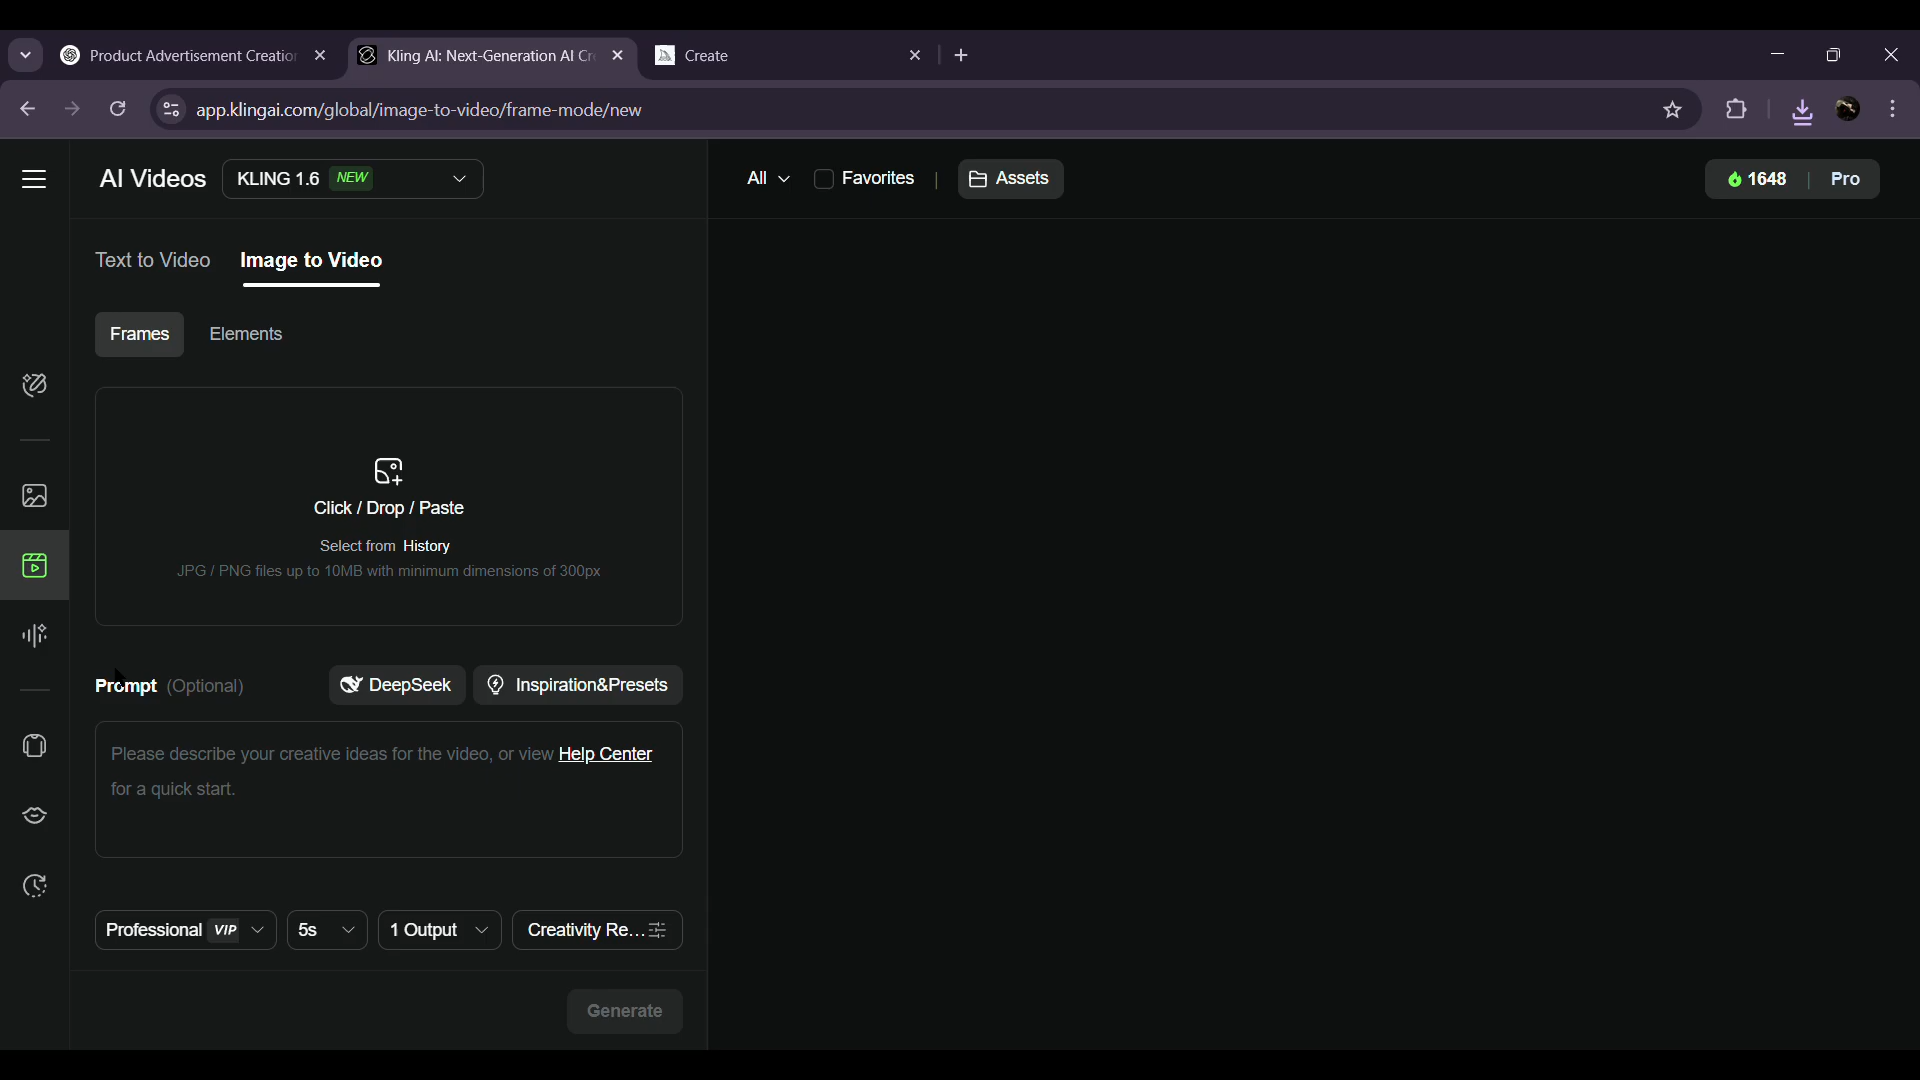 Product Advertisement Creation
Kling AI: Next-Generation AI Cr
Create
app.klingai.com/global/image-to-video/frame-mode/new
AI Videos
KLING 1.6 NEW
All
Favorites
Assets
1648
Pro
Text to Video
Image to Video
Frames
Elements
Click / Drop / Paste
Select from History
JPG / PNG files up to 10MB with minimum dimensions of 300px
Prompt (Optional)
DeepSeek
Inspiration&Presets
Please describe your creative ideas for the video, or view Help Center
for a quick start.
Professional VIP
5s
1 Output
Creativity Re...
Generate